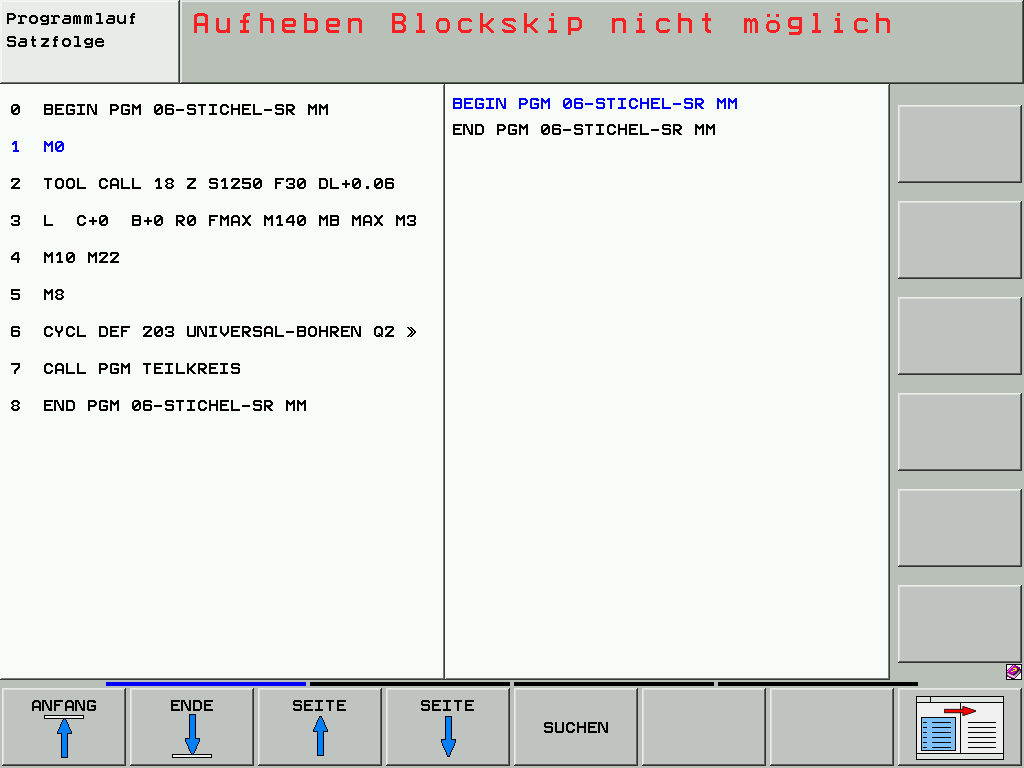 Programmlauf
Satzfolge
Aufheben Blockskip nicht möglich
0 BEGIN PGM 06-STICHEL-SR MM
1 M0
2 TOOL CALL 18 Z S1250 F30 DL+0.06
3 L C+0 B+0 R0 FMAX M140 MB MAX M3
4 M10 M22
5 M8
6 CYCL DEF 203 UNIVERSAL-BOHREN Q2 »
7 CALL PGM TEILKREIS
8 END PGM 06-STICHEL-SR MM
BEGIN PGM 06-STICHEL-SR MM
END PGM 06-STICHEL-SR MM
ANFANG
ENDE
SEITE
SEITE
SUCHEN